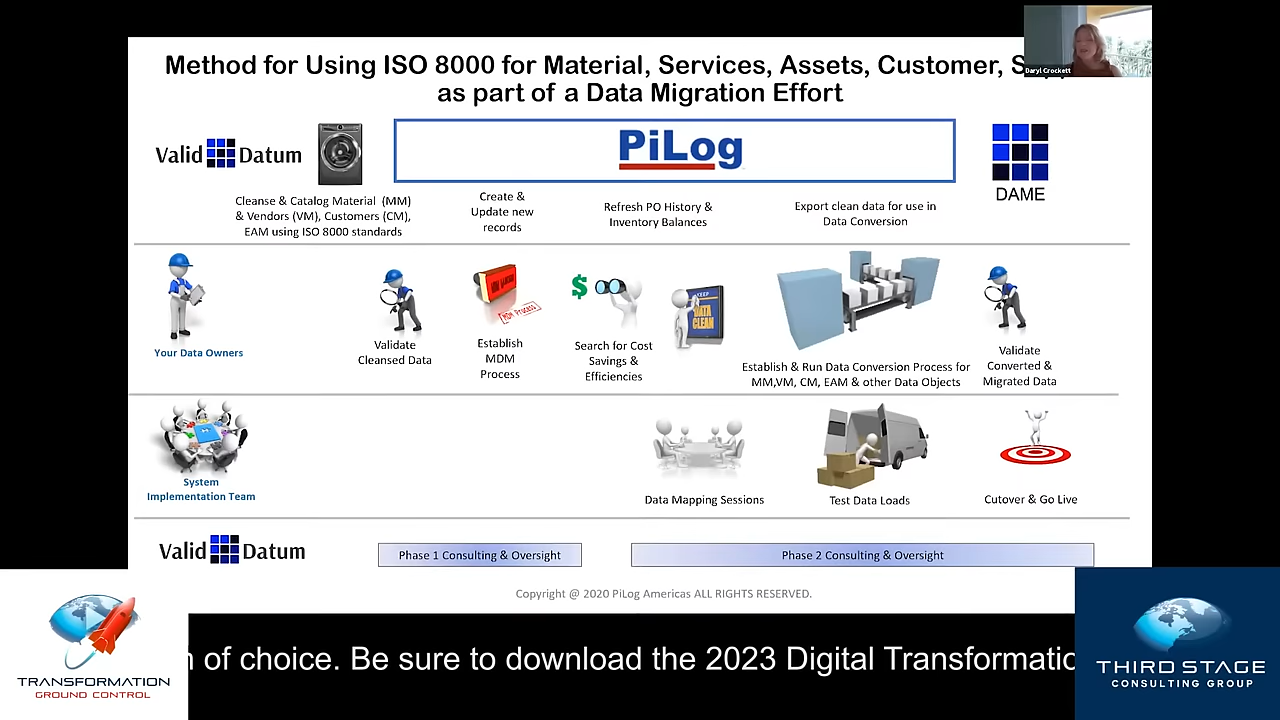 Method for Using ISO 8000 for Material, Services, Assets, Customer,
as part of a Data Migration Effort
Daryl Crockett
Valid Datum
PiLog
DAME
Cleanse & Catalog Material (MM)
& Vendors (VM), Customers (CM),
EAM using ISO 8000 standards
Create &
Update new
records
Refresh PO History &
Inventory Balances
Export clean data for use in
Data Conversion
Your Data Owners
Validate
Cleansed Data
MDM Process
Establish
MDM
Process
$
Search for Cost
Savings &
Efficiencies
KEEP
DATA
CLEAN
Establish & Run Data Conversion Process for
MM,VM, CM, EAM & other Data Objects
Validate
Converted &
Migrated Data
System
Implementation Team
Data Mapping Sessions
Test Data Loads
Cutover & Go Live
Valid Datum
Phase 1 Consulting & Oversight
Phase 2 Consulting & Oversight
Copyright @ 2020 PiLog Americas ALL RIGHTS RESERVED.
TRANSFORMATION
GROUND CONTROL
of choice. Be sure to download the 2023 Digital Transformatio
THIRD STAGE
CONSULTING GROUP